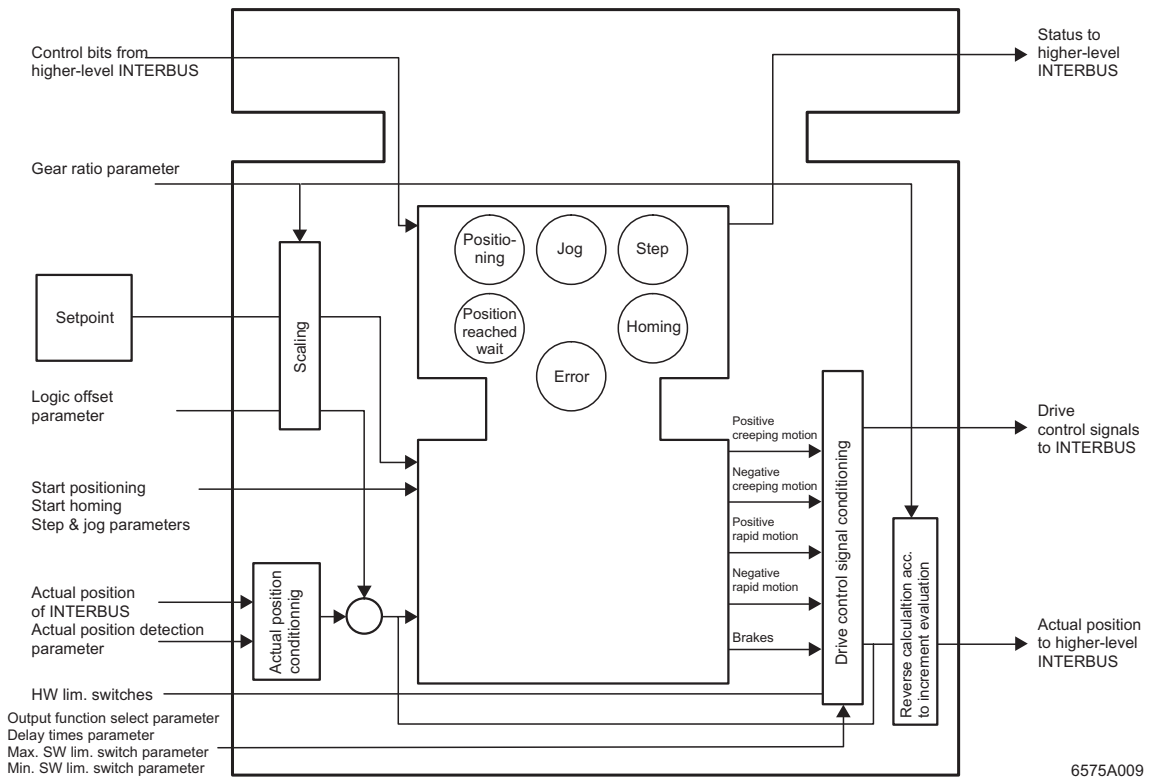 Control bits from
higher-level INTERBUS
Status to
higher-level
INTERBUS
Gear ratio parameter
Positio-
ning
Jog
Step
Setpoint
Scaling
Position
reached
wait
Homing
Error
Logic offset
parameter
Positive
creeping motion
Negative
creeping motion
Positive
rapid motion
Negative
rapid motion
Brakes
Drive control signal conditioning
Drive
control signals
to INTERBUS
Start positioning
Start homing
Step & jog parameters
Actual position
of INTERBUS
Actual position detection
parameter
Actual position
conditionnig
Reverse calculaltion acc.
to increment evaluation
Actual position
to higher-level
INTERBUS
HW lim. switches
Output function select parameter
Delay times parameter
Max. SW lim. switch parameter
Min. SW lim. switch parameter
6575A009